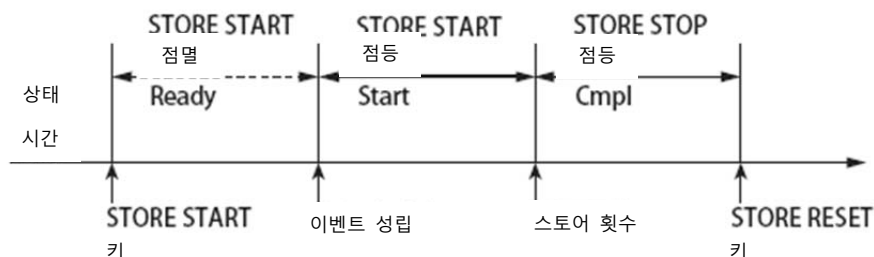 STORE START STORE START STORE STOP
점멸 점등 점등
상태 Ready Start Cmpl
시간
STORE START 이벤트 성립 스토어 횟수 STORE RESET
키 키